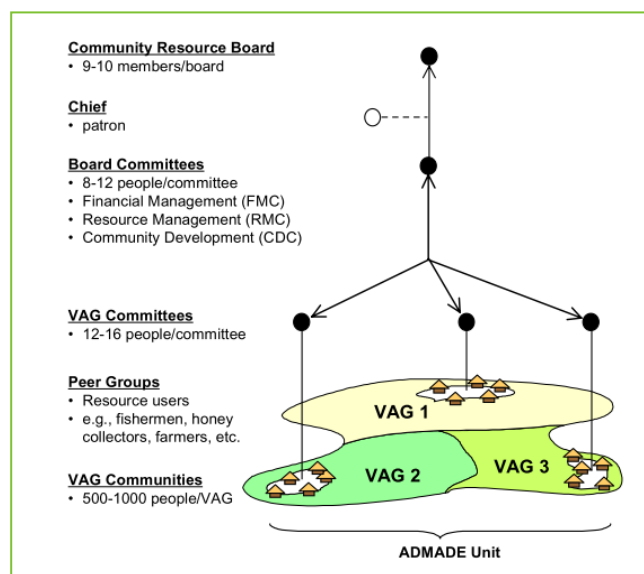 Community Resource Board
• 9-10 members/board
Chief
• patron
Board Committees
• 8-12 people/committee
• Financial Management (FMC)
• Resource Management (RMC)
• Community Development (CDC)
VAG Committees
• 12-16 people/committee
Peer Groups
• Resource users
• e.g., fishermen, honey
collectors, farmers, etc.
VAG Communities
• 500-1000 people/VAG
VAG 1
VAG 2
VAG 3
ADMADE Unit